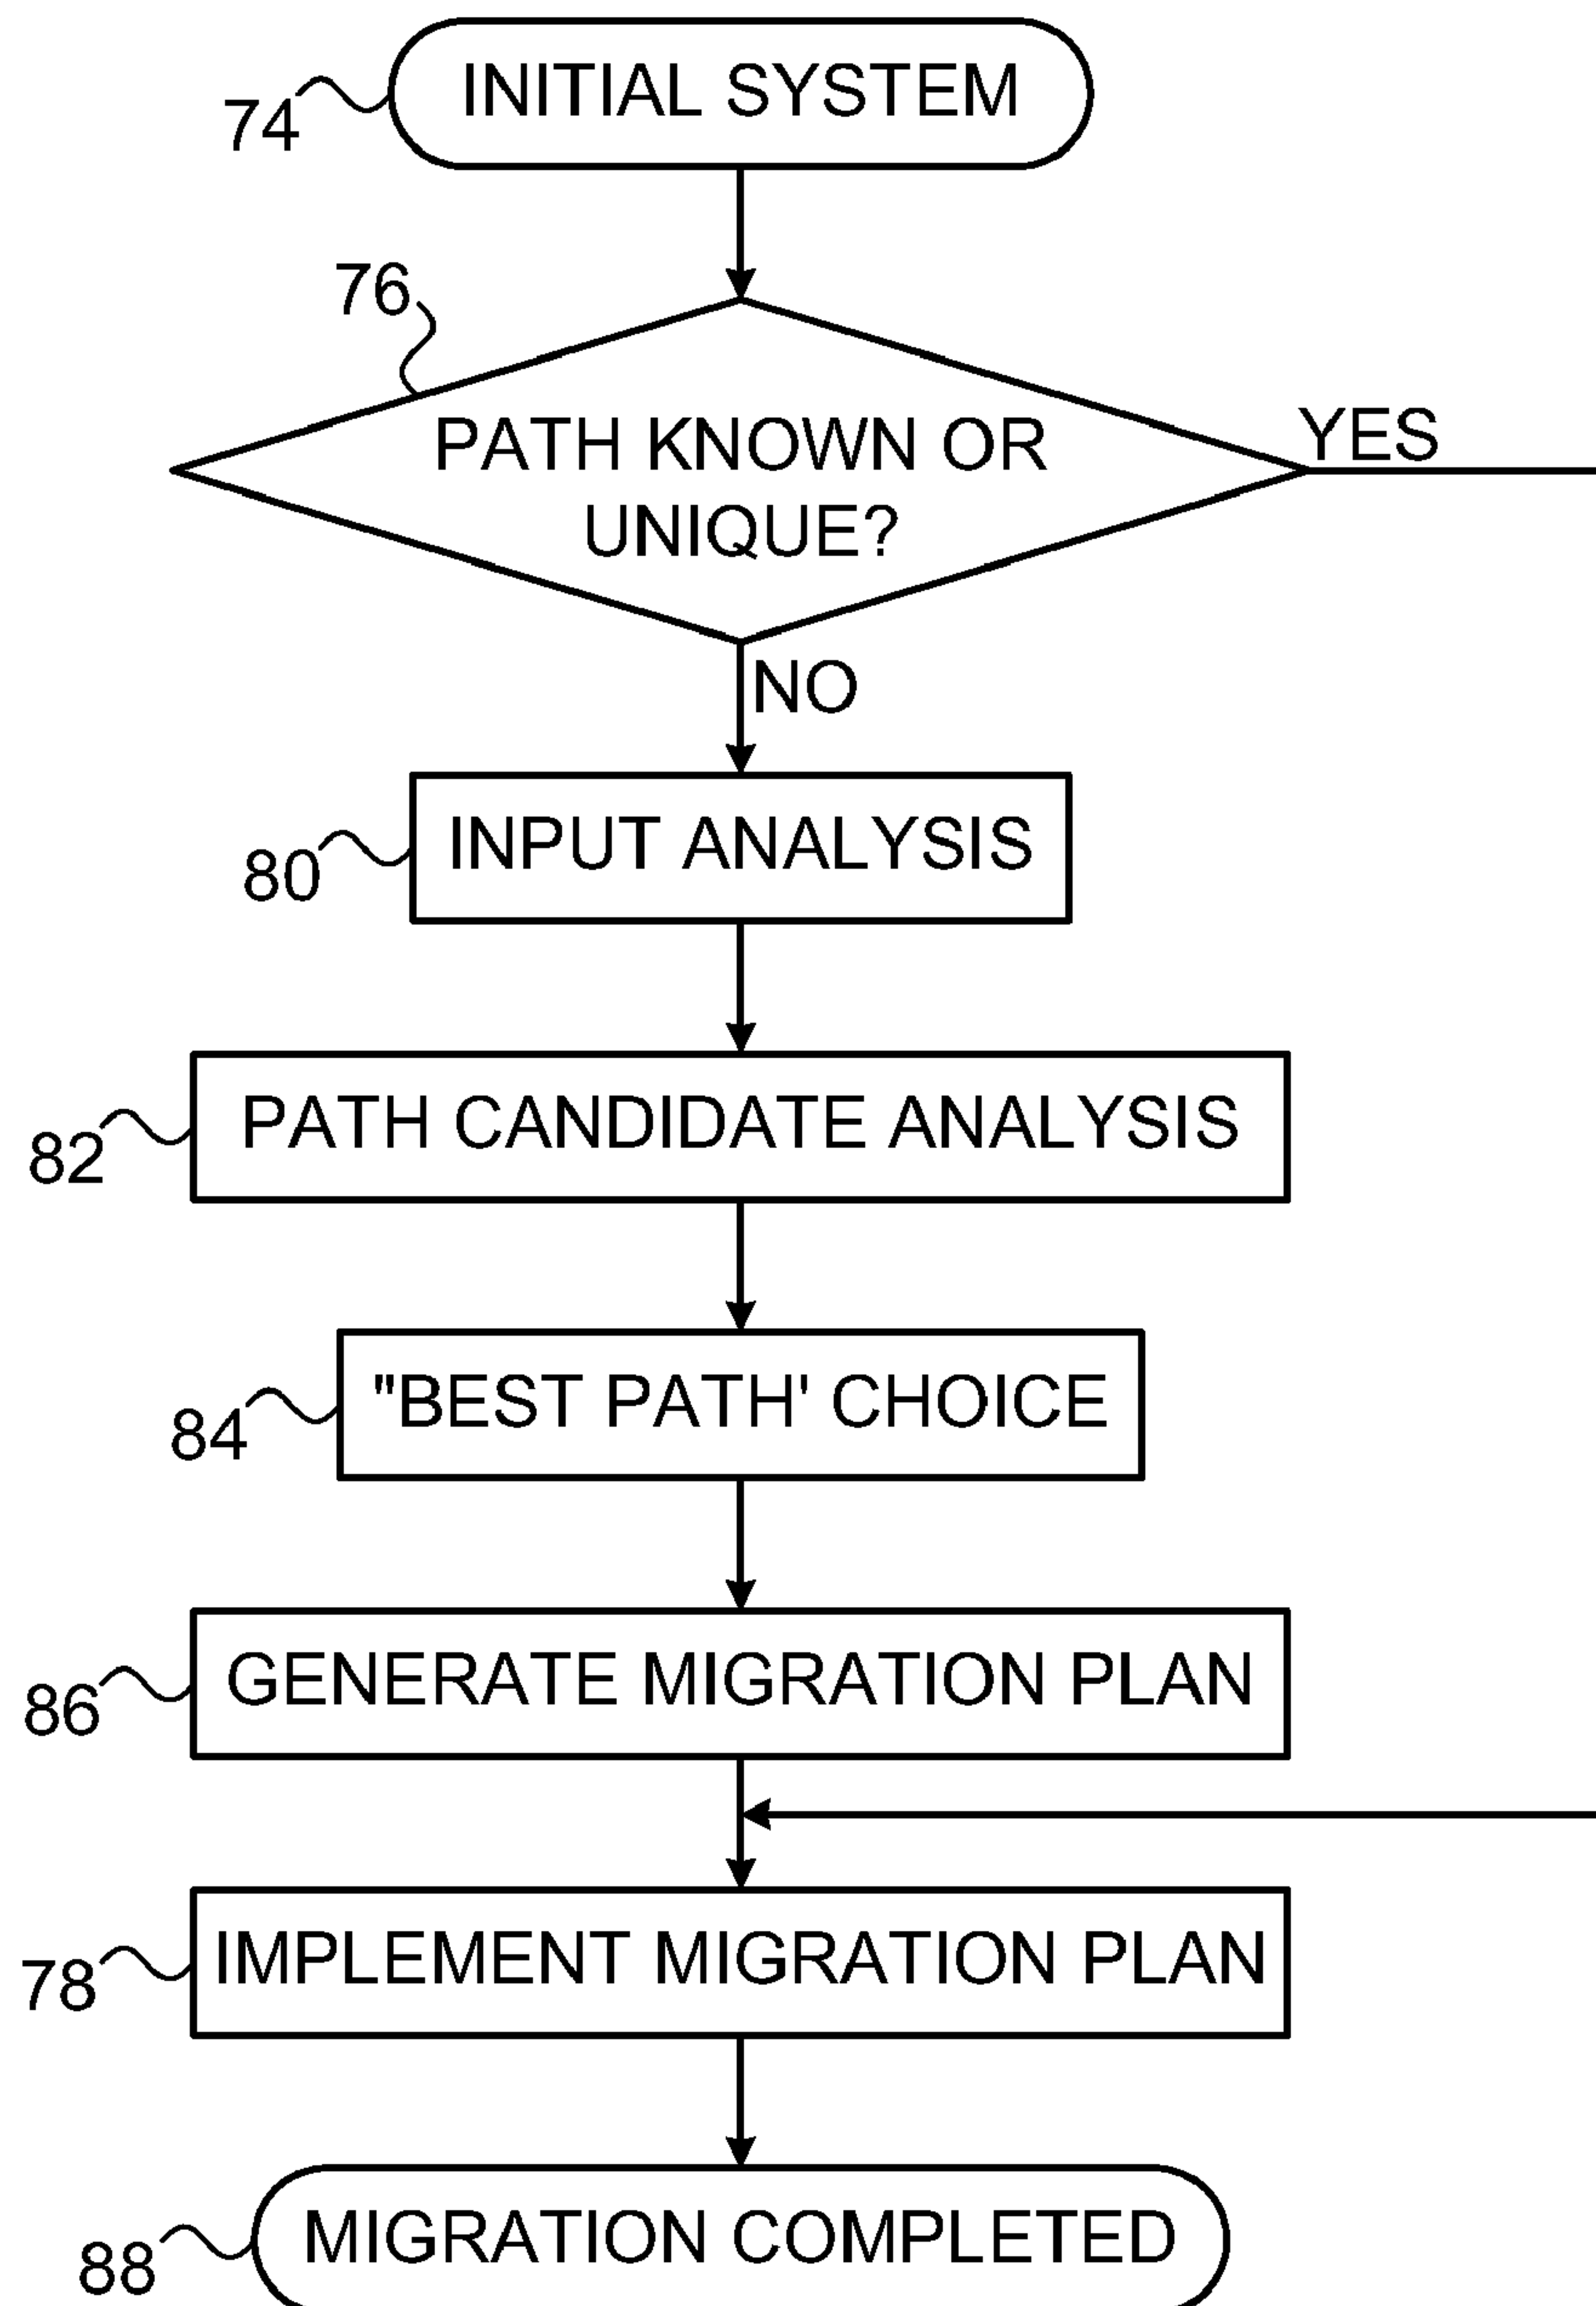 INITIAL SYSTEM
74
76
PATH KNOWN OR
UNIQUE?
YES
NO
INPUT ANALYSIS
80
PATH CANDIDATE ANALYSIS
82
"BEST PATH' CHOICE
84
GENERATE MIGRATION PLAN
86
IMPLEMENT MIGRATION PLAN
78
MIGRATION COMPLETED
88